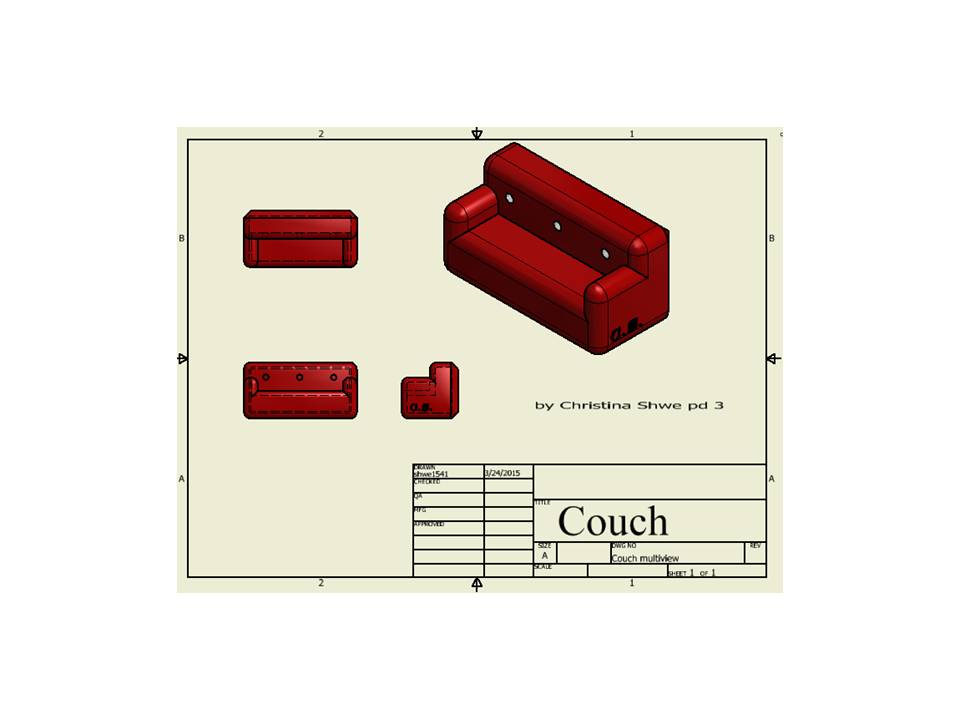 2 1
B B
a.s.
a.s.
by Christina Shwe pd 3
A A
DRAWN
shwe1541 3/24/2015
CHECKED
QA
MFG
APPROVED
TITLE
Couch
SIZE DWG NO REV
A Couch multiview
SCALE
SHEET 1 OF 1
2 1